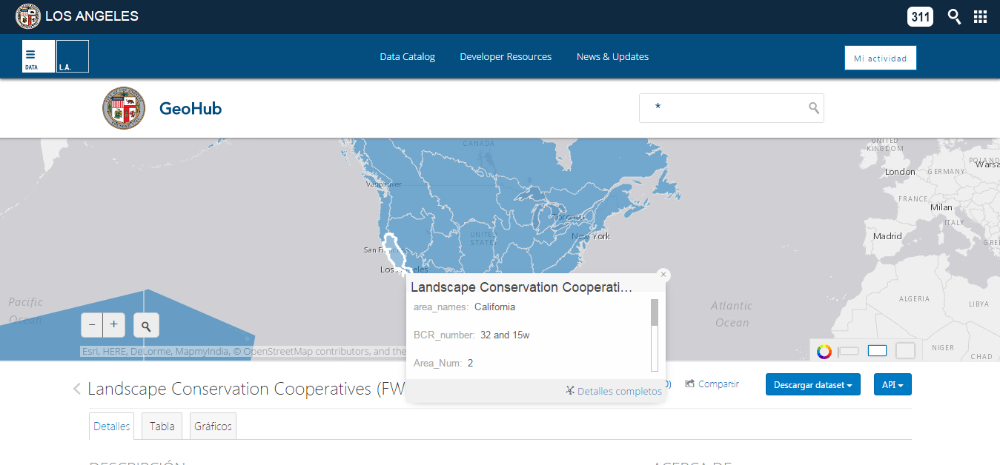 LOS ANGELES
311
DATA
L.A.
Data Catalog
Developer Resources
News & Updates
Mi actividad
GeoHub
*
CANADA
UNITED
KINGDOM
POLAND
Warsa
London
GERMANY
Vancouver
FRANCE
Milan
Toronto
ITALY
UNITED
STATES
New York
Madrid
GRE
San Francisco
Los Angeles
×
Landscape Conservation Cooperati…
area_names: California
BCR_number: 32 and 15w
Area_Num: 2
Detalles completos
Pacific
Ocean
Atlantic
Ocean
ALGERIA
LIBYA
NIGER
CHAD
− +
Esri, HERE, DeLorme, MapmyIndia, © OpenStreetMap contributors, and the
Landscape Conservation Cooperatives (FW
0)
Compartir
Descargar dataset
API
Detalles
Tabla
Gráficos
DESCRIPCIÓN
ACERCA DE